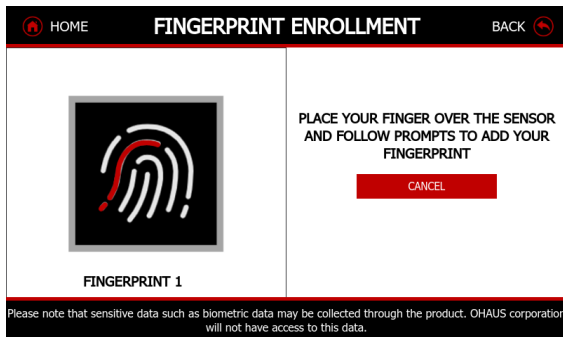 HOME
FINGERPRINT ENROLLMENT
BACK
PLACE YOUR FINGER OVER THE SENSOR
AND FOLLOW PROMPTS TO ADD YOUR
FINGERPRINT
CANCEL
FINGERPRINT 1
Please note that sensitive data such as biometric data may be collected through the product. OHAUS corporation
will not have access to this data.